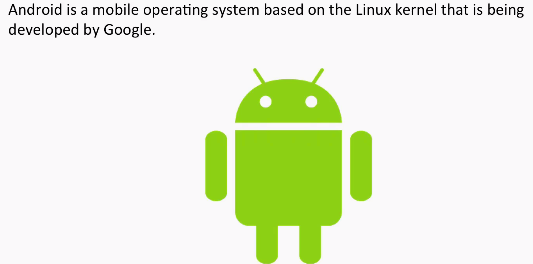 Android is a mobile operating system based on the Linux kernel that is being
developed by Google.